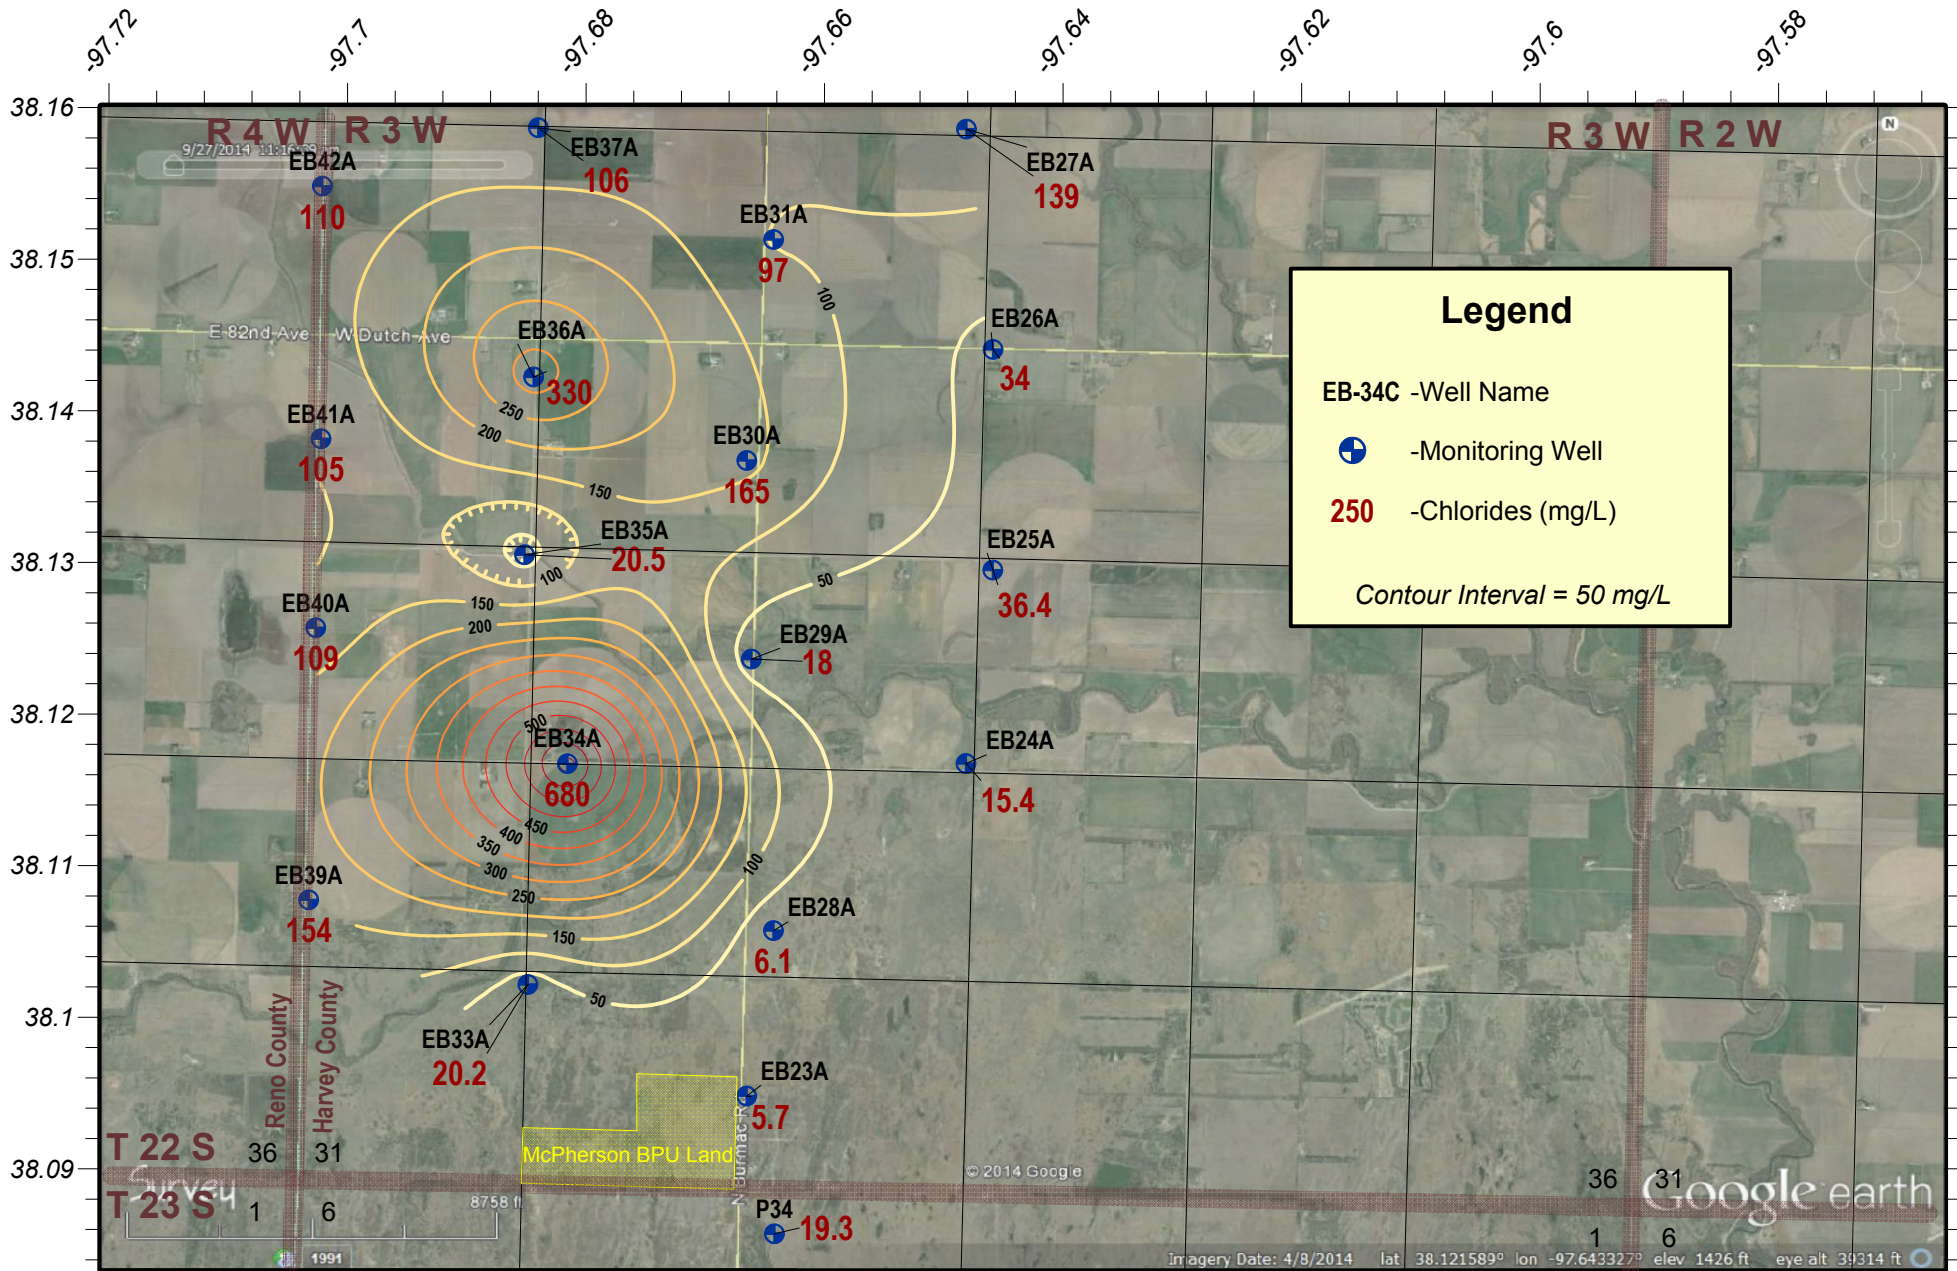 -97.72 -97.7 -97.68 -97.66 -97.64 -97.62 -97.6 -97.58
38.16
R 4 W R 3 W
R 3 W R 2 W
N
9/27/2014
EB42A
110
EB37A
106
EB27A
139
EB31A
97
38.15
100
E 82nd Ave W Dutch Ave
EB36A
330
250
200
EB26A
34
Legend
EB-34C -Well Name
-Monitoring Well
250 -Chlorides (mg/L)
Contour Interval = 50 mg/L
38.14
EB41A
105
EB30A
165
150
EB35A
20.5
100
EB25A
36.4
38.13
50
150
200
EB40A
109
EB29A
18
38.12
500
EB34A
680
450
400
350
300
250
EB24A
15.4
38.11
100
EB39A
154
150
EB28A
6.1
38.1
50
EB33A
20.2
Reno County
Harvey County
EB23A
5.7
N Burmac Rd
McPherson BPU Land
T 22 S 36 31
38.09
Survey
T 23 S 1 6
8758 ft
© 2014 Google
36 31
Google earth
1 6
P34
19.3
1991
Imagery Date: 4/8/2014 lat 38.121589° lon -97.643327° elev 1426 ft eye alt 39314 ft